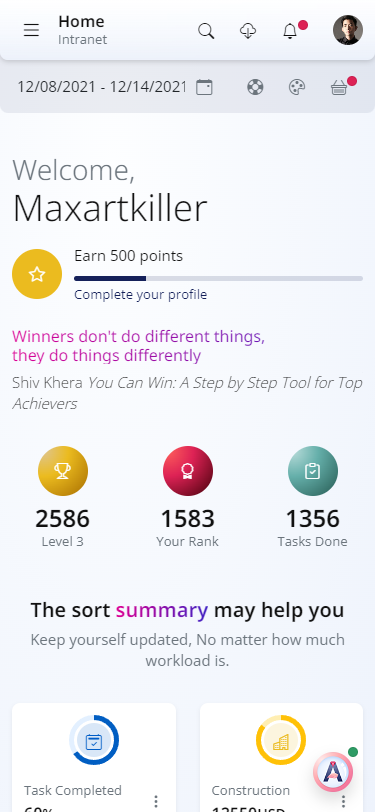 Home
Intranet
12/08/2021 - 12/14/2021
Welcome,
Maxartkiller
Earn 500 points
Complete your profile
Winners don't do different things,
they do things differently
Shiv Khera You Can Win: A Step by Step Tool for Top
Achievers
2586
1583
1356
Level 3
Your Rank
Tasks Done
The sort summary may help you
Keep yourself updated, No matter how much
workload is.
Task Completed
Construction
60%
12550USD